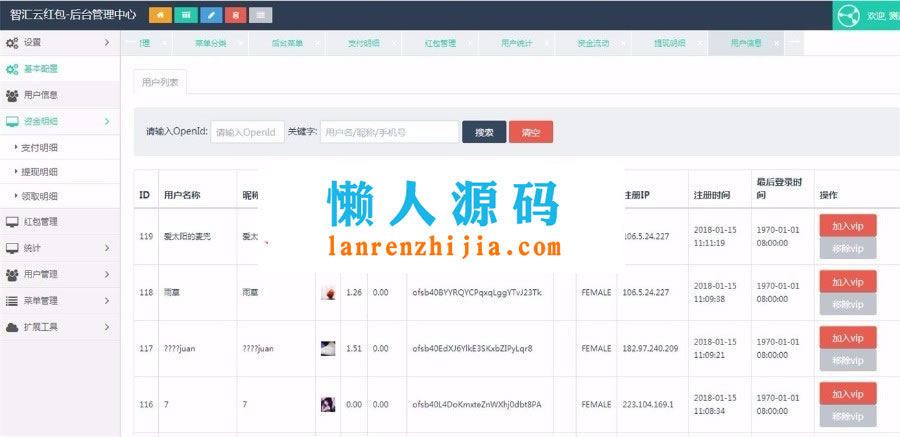 智汇云红包-后台管理中心
欢迎,
设置
基本配置
用户信息
资金明细
支付明细
提现明细
领取明细
红包管理
统计
用户管理
菜单管理
扩展工具
菜单分类 后台菜单 支付明细 红包管理 用户统计 资金流动 提现明细 用户信息
用户列表
请输入OpenId: 请输入OpenId 关键字: 用户名/昵称/手机号 搜索 清空
ID 用户名称 注册IP 注册时间 最后登录时间 操作
119 爱太阳的麦兜 爱太 106.5.24.227 2018-01-15 11:11:19 1970-01-01 08:00:00 加入vip 移除vip
懒人源码
lanrenzhijia.com
118 雨蕈 雨蕈 1.26 0.00 ofsb40BYYRQYCPqxqLggYTvJ23Tk FEMALE 106.5.24.227 2018-01-15 11:09:38 1970-01-01 08:00:00 加入vip 移除vip
117 ????juan ????juan 1.51 0.00 ofsb40EdXJ6YlkE3SKxbZIPyLqr8 FEMALE 182.97.240.209 2018-01-15 11:09:21 1970-01-01 08:00:00 加入vip 移除vip
116 7 7 0.00 0.00 ofsb40L4DoKmxteZnWXhj0dbt8PA FEMALE 223.104.169.1 2018-01-15 11:08:34 1970-01-01 08:00:00 加入vip 移除vip